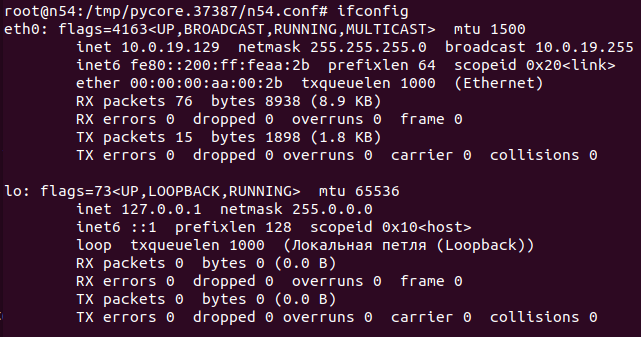 root@n54:/tmp/pycore.37387/n54.conf# ifconfig
eth0: flags=4163<UP,BROADCAST,RUNNING,MULTICAST>  mtu 1500
        inet 10.0.19.129  netmask 255.255.255.0  broadcast 10.0.19.255
        inet6 fe80::200:ff:feaa:2b  prefixlen 64  scopeid 0x20<link>
        ether 00:00:00:aa:00:2b  txqueuelen 1000  (Ethernet)
        RX packets 76  bytes 8938 (8.9 KB)
        RX errors 0  dropped 0  overruns 0  frame 0
        TX packets 15  bytes 1898 (1.8 KB)
        TX errors 0  dropped 0 overruns 0  carrier 0  collisions 0

lo: flags=73<UP,LOOPBACK,RUNNING>  mtu 65536
        inet 127.0.0.1  netmask 255.0.0.0
        inet6 ::1  prefixlen 128  scopeid 0x10<host>
        loop  txqueuelen 1000  (Локальная петля (Loopback))
        RX packets 0  bytes 0 (0.0 B)
        RX errors 0  dropped 0  overruns 0  frame 0
        TX packets 0  bytes 0 (0.0 B)
        TX errors 0  dropped 0 overruns 0  carrier 0  collisions 0